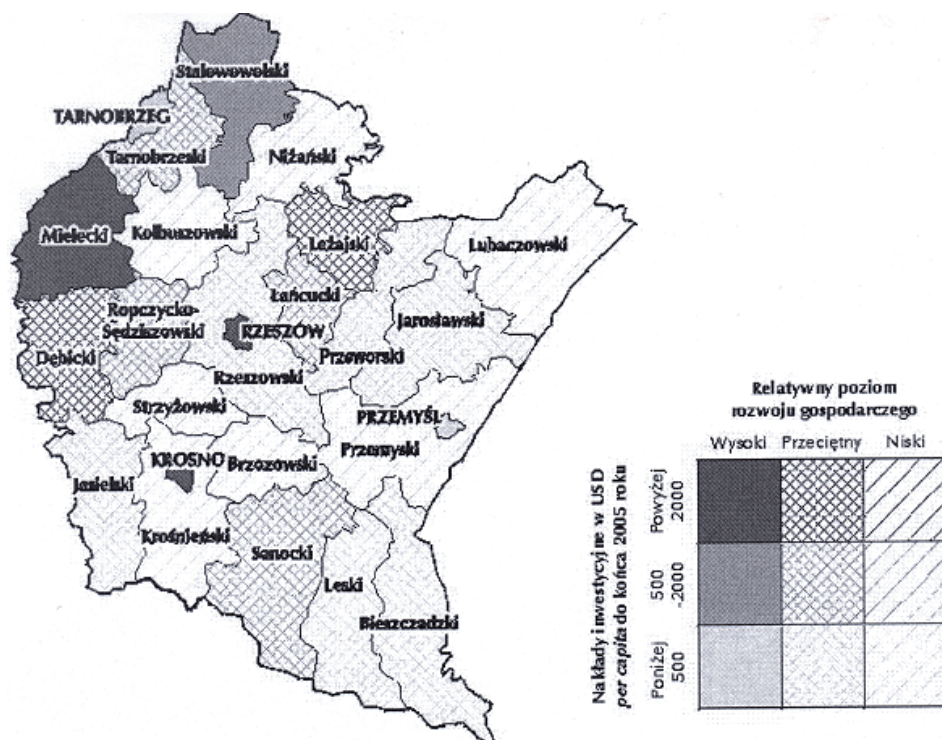 Stalowowolski
TARNOBRZEG
Tarnobrzeski
Niżański
Mielecki
Kolbuszowski
Leżajski
Lubaczowski
Ropczycko-
Sędziszowski
Łańcucki
RZESZÓW
Jarosławski
Dębicki
Przeworski
Rzeszowski
Strzyżowski
PRZEMYŚL
Przemyski
KROSNO
Brzozowski
Jasielski
Krośnieński
Sanocki
Leski
Bieszczadzki
Relatywny poziom
rozwoju gospodarczego
Wysoki Przeciętny Niski
Nakłady inwestycyjne w USD
per capita do końca 2005 roku
Powyżej
2000
500
-2000
Poniżej
500